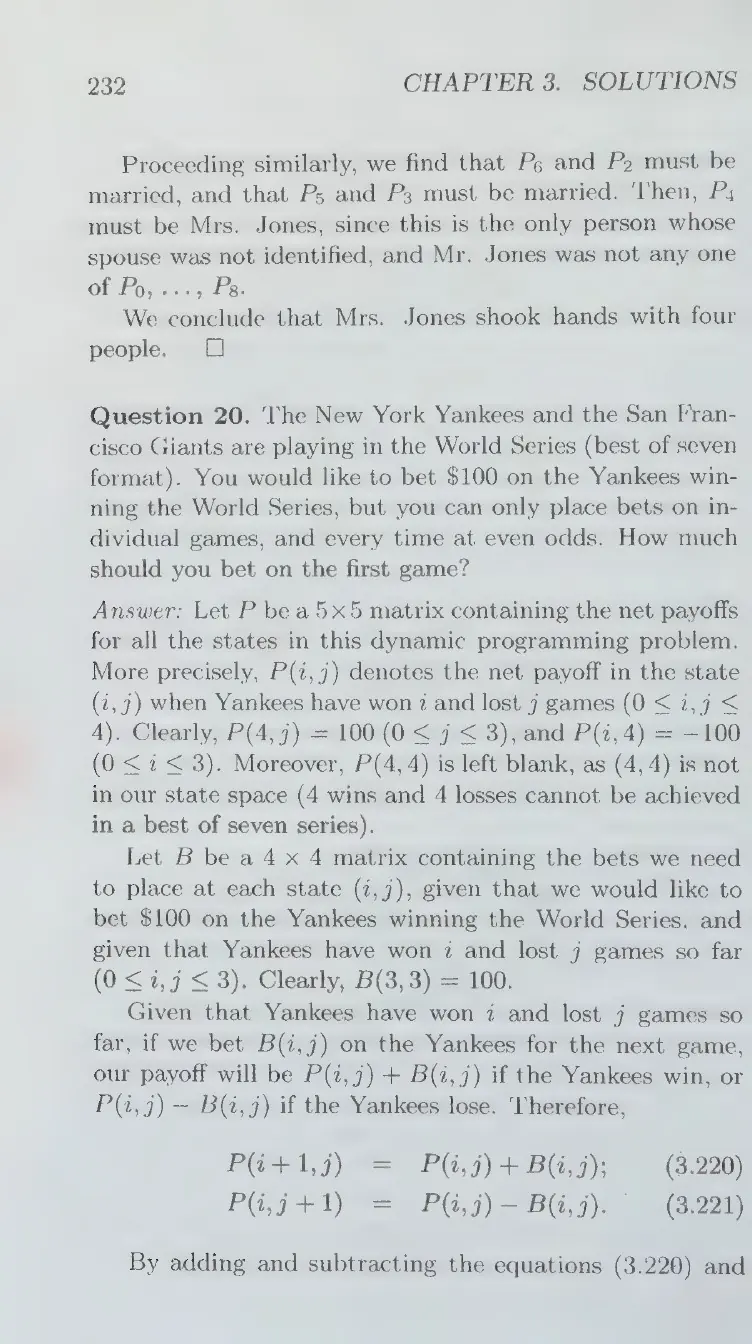 232 CHAPTER 3. SOLUTIONS
Proceeding similarly, we find that P₆ and P₂ must be
married, and that P₅ and P₃ must be married. Then, P₄
must be Mrs. Jones, since this is the only person whose
spouse was not identified, and Mr. Jones was not any one
of P₀, ..., P₈.
We conclude that Mrs. Jones shook hands with four
people. □
Question 20. The New York Yankees and the San Fran-
cisco Giants are playing in the World Series (best of seven
format). You would like to bet $100 on the Yankees win-
ning the World Series, but you can only place bets on in-
dividual games, and every time at even odds. How much
should you bet on the first game?
Answer: Let P be a 5×5 matrix containing the net payoffs
for all the states in this dynamic programming problem.
More precisely, P(i,j) denotes the net payoff in the state
(i,j) when Yankees have won i and lost j games (0 ≤ i,j ≤
4). Clearly, P(4,j) = 100 (0 ≤ j ≤ 3), and P(i,4) = −100
(0 ≤ i ≤ 3). Moreover, P(4,4) is left blank, as (4,4) is not
in our state space (4 wins and 4 losses cannot be achieved
in a best of seven series).
Let B be a 4 × 4 matrix containing the bets we need
to place at each state (i,j), given that we would like to
bet $100 on the Yankees winning the World Series, and
given that Yankees have won i and lost j games so far
(0 ≤ i,j ≤ 3). Clearly, B(3,3) = 100.
Given that Yankees have won i and lost j games so
far, if we bet B(i,j) on the Yankees for the next game,
our payoff will be P(i,j) + B(i,j) if the Yankees win, or
P(i,j) − B(i,j) if the Yankees lose. Therefore,
P(i + 1,j) = P(i,j) + B(i,j); (3.220)
P(i,j + 1) = P(i,j) − B(i,j). (3.221)
By adding and subtracting the equations (3.220) and